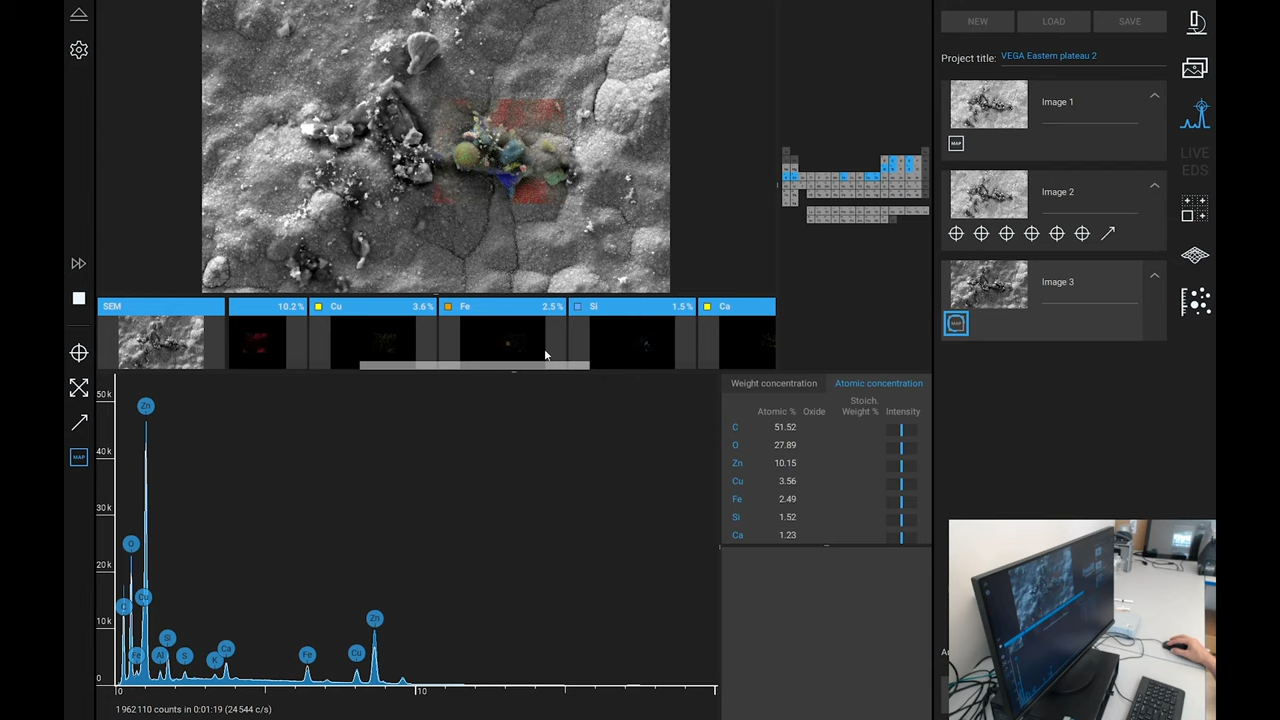 NEW LOAD SAVE
Project title: VEGA Eastern plateau 2
Image 1
MAP
Image 2
Image 3
MAP
LIVE
EDS
SEM 10.2% Cu 3.6% Fe 2.5% Si 1.5% Ca
MAP
50k
40k
30k
20k
10k
0
Zn
O
Cu
C
Fe
Al
Si
S
K
Ca
Fe
Cu
Zn
0 10
1 962 110 counts in 0:01:19 (24 544 c/s)
Weight concentration Atomic concentration
Atomic % Oxide Stoich. Weight % Intensity
C 51.52
O 27.89
Zn 10.15
Cu 3.56
Fe 2.49
Si 1.52
Ca 1.23